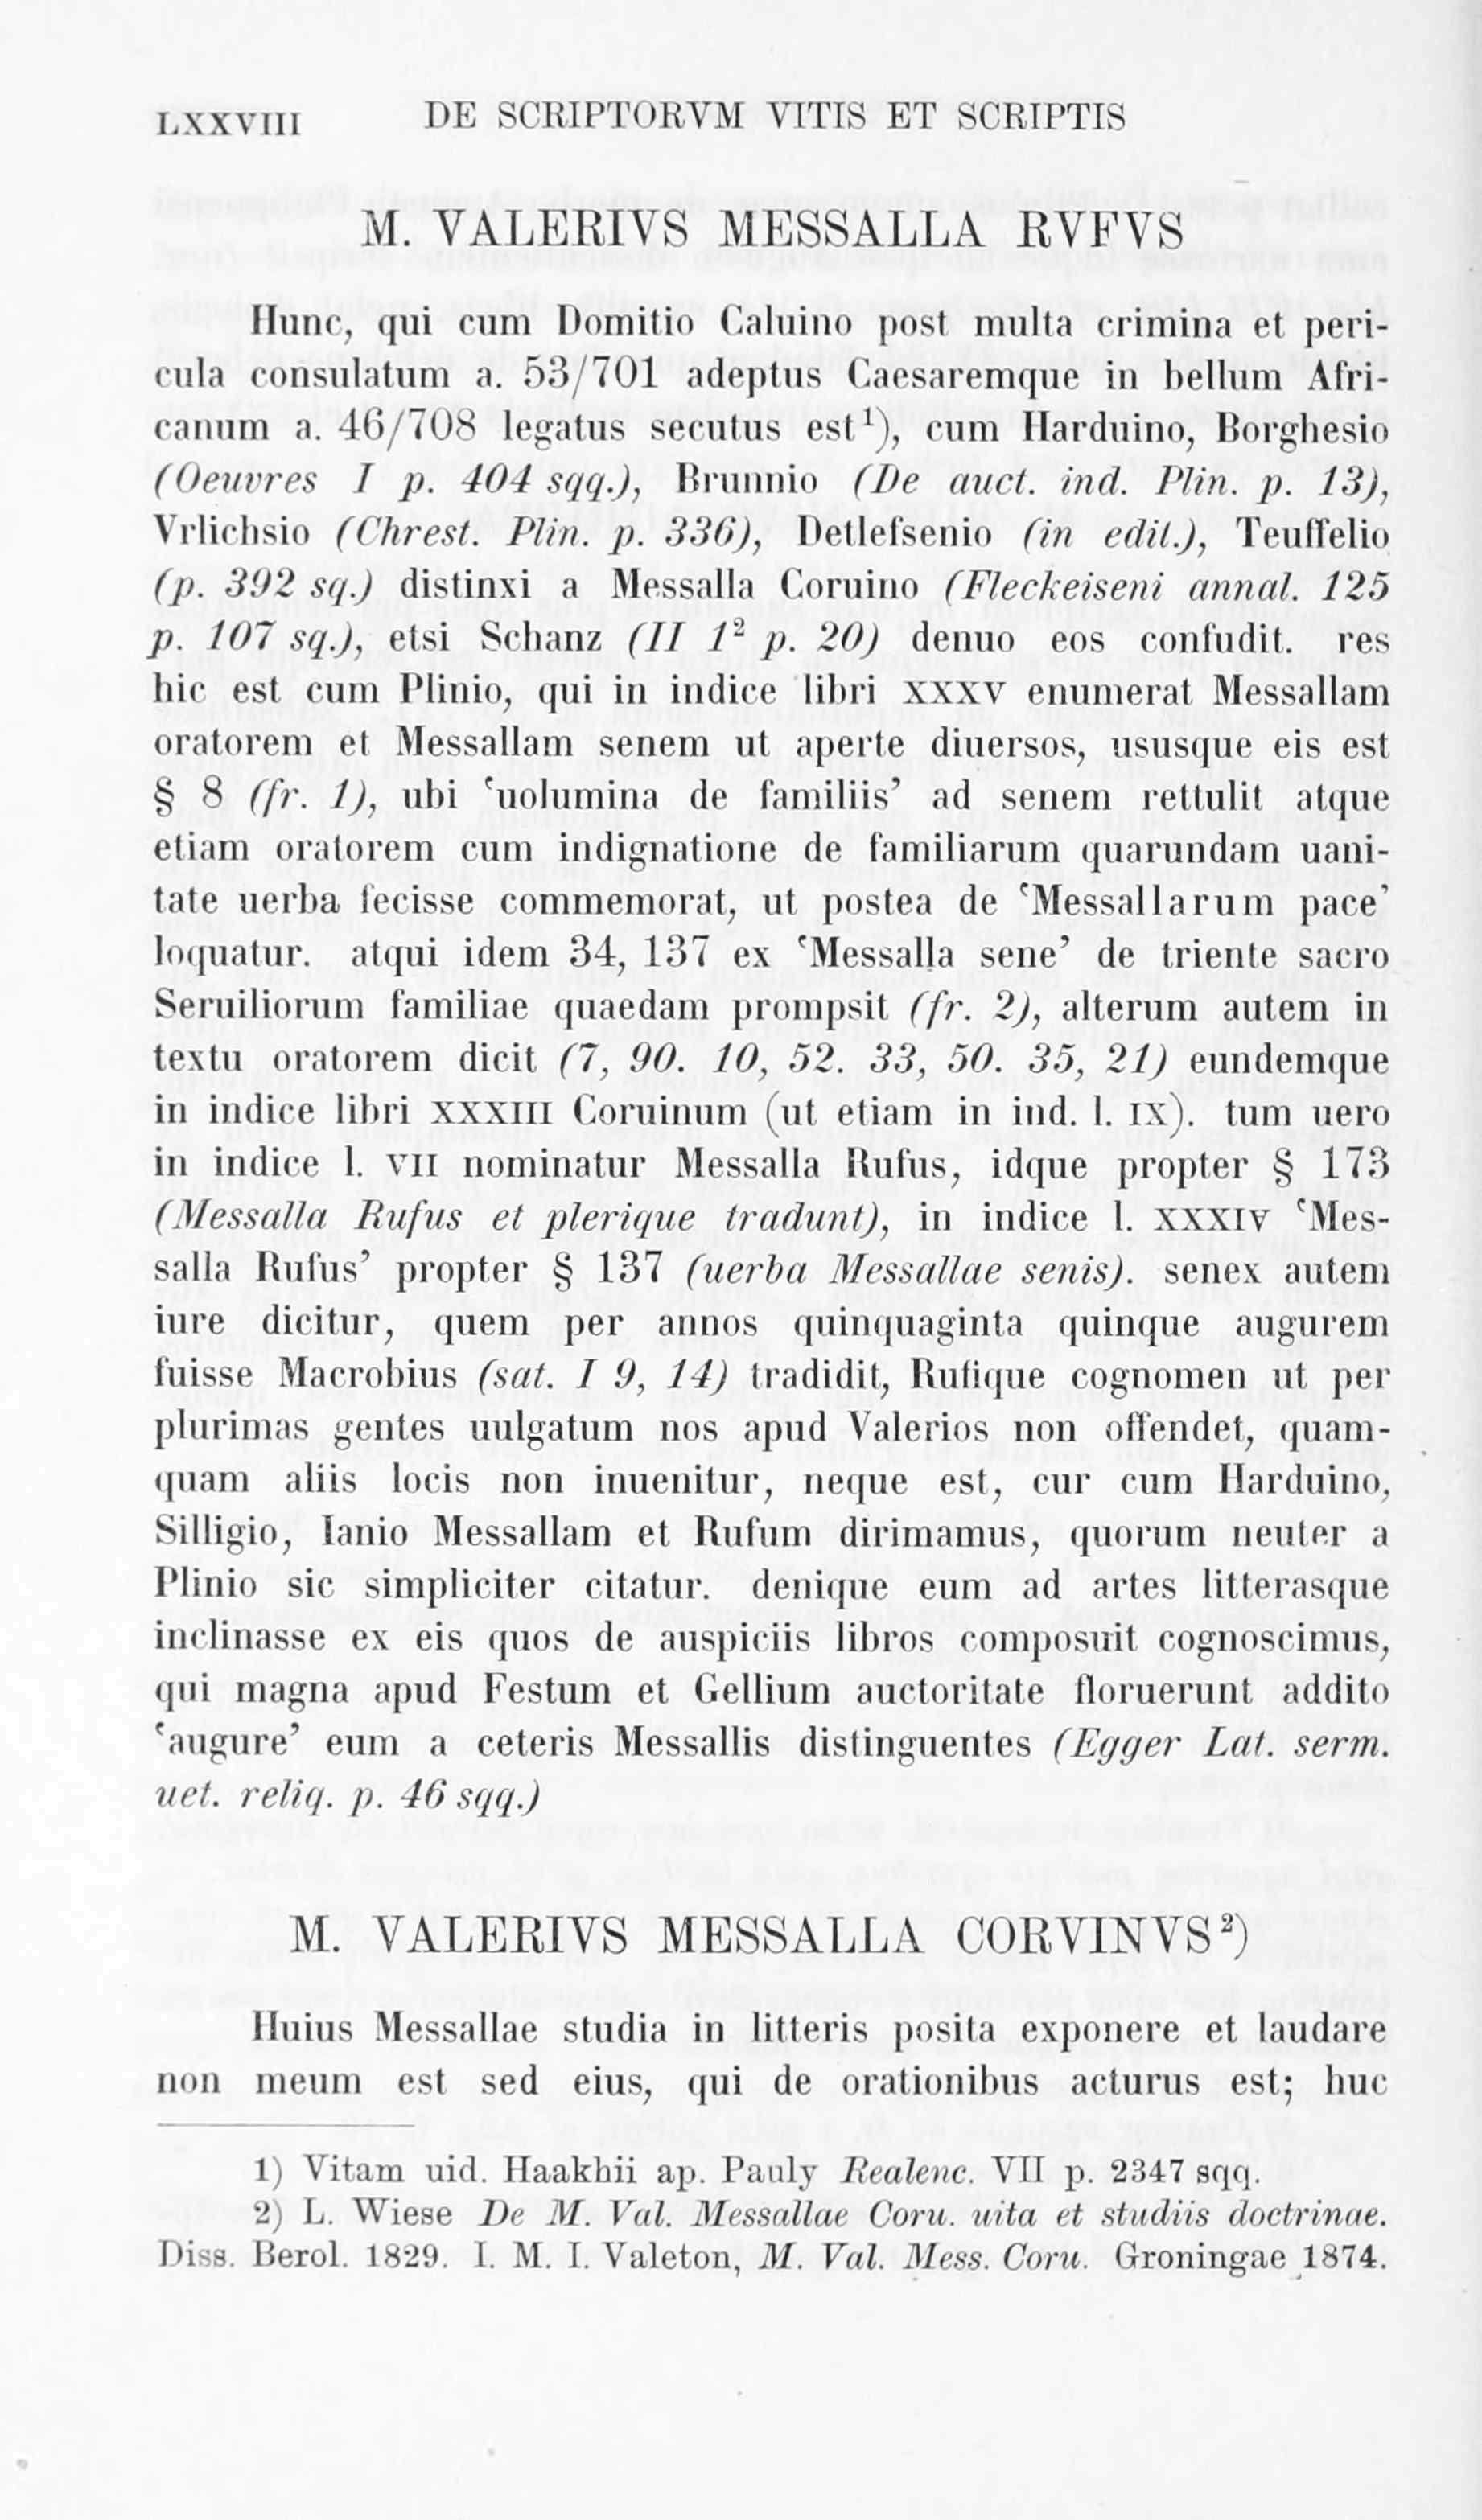 LXXVIII DE SCRIPTORVM VITIS ET SCRIPTIS
M. VALERIVS MESSALLA RVFVS
Hunc, qui cum Domitio Caluino post multa crimina et peri-
cula consulatum a. 53/701 adeptus Caesaremque in bellum Afri-
canum a. 46/708 legatus secutus est¹), cum Harduino, Borghesio
(Oeuvres I p. 404 sqq.), Brunnio (De auct. ind. Plin. p. 13),
Vrlichsio (Chrest. Plin. p. 336), Detlefsenio (in edit.), Teuffelio
(p. 392 sq.) distinxi a Messalla Coruino (Fleckeiseni annal. 125
p. 107 sq.), etsi Schanz (II 1² p. 20) denuo eos confudit. res
hic est cum Plinio, qui in indice libri XXXV enumerat Messallam
oratorem et Messallam senem ut aperte diuersos, ususque eis est
§ 8 (fr. 1), ubi ‘uolumina de familiis’ ad senem rettulit atque
etiam oratorem cum indignatione de familiarum quarundam uani-
tate uerba fecisse commemorat, ut postea de ‘Messallarum pace’
loquatur. atqui idem 34, 137 ex ‘Messalla sene’ de triente sacro
Seruiliorum familiae quaedam prompsit (fr. 2), alterum autem in
textu oratorem dicit (7, 90. 10, 52. 33, 50. 35, 21) eundemque
in indice libri XXXIII Coruinum (ut etiam in ind. l. IX). tum uero
in indice l. VII nominatur Messalla Rufus, idque propter § 173
(Messalla Rufus et plerique tradunt), in indice l. XXXIV ‘Mes-
salla Rufus’ propter § 137 (uerba Messallae senis). senex autem
iure dicitur, quem per annos quinquaginta quinque augurem
fuisse Macrobius (sat. I 9, 14) tradidit, Rufique cognomen ut per
plurimas gentes uulgatum nos apud Valerios non offendet, quam-
quam aliis locis non inuenitur, neque est, cur cum Harduino,
Silligio, Ianio Messallam et Rufum dirimamus, quorum neuter a
Plinio sic simpliciter citatur. denique eum ad artes litterasque
inclinasse ex eis quos de auspiciis libros composuit cognoscimus,
qui magna apud Festum et Gellium auctoritate floruerunt addito
‘augure’ eum a ceteris Messallis distinguentes (Egger Lat. serm.
uet. reliq. p. 46 sqq.)
M. VALERIVS MESSALLA CORVINVS²)
Huius Messallae studia in litteris posita exponere et laudare
non meum est sed eius, qui de orationibus acturus est; huc
1) Vitam uid. Haakhii ap. Pauly Realenc. VII p. 2347 sqq.
2) L. Wiese De M. Val. Messallae Coru. uita et studiis doctrinae.
Diss. Berol. 1829. I. M. I. Valeton, M. Val. Mess. Coru. Groningae 1874.